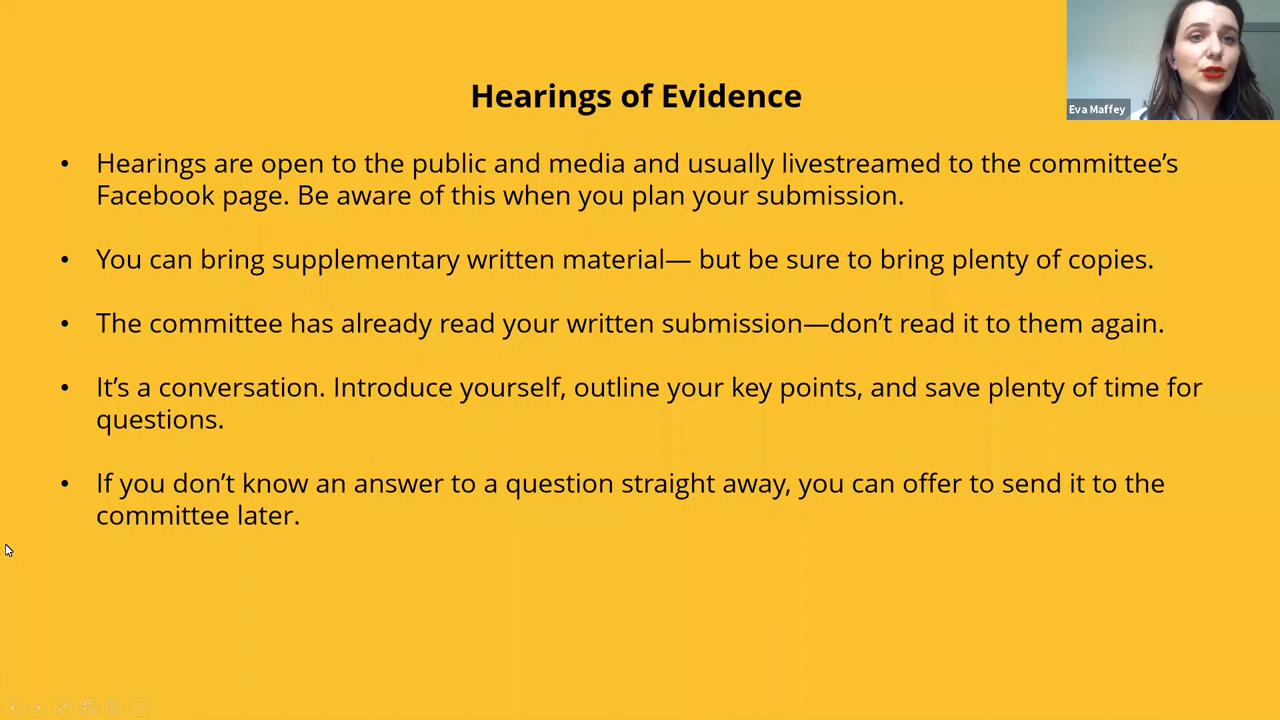 Hearings of Evidence
Eva Maffey
• Hearings are open to the public and media and usually livestreamed to the committee’s
Facebook page. Be aware of this when you plan your submission.
• You can bring supplementary written material— but be sure to bring plenty of copies.
• The committee has already read your written submission—don’t read it to them again.
• It’s a conversation. Introduce yourself, outline your key points, and save plenty of time for
questions.
• If you don’t know an answer to a question straight away, you can offer to send it to the
committee later.